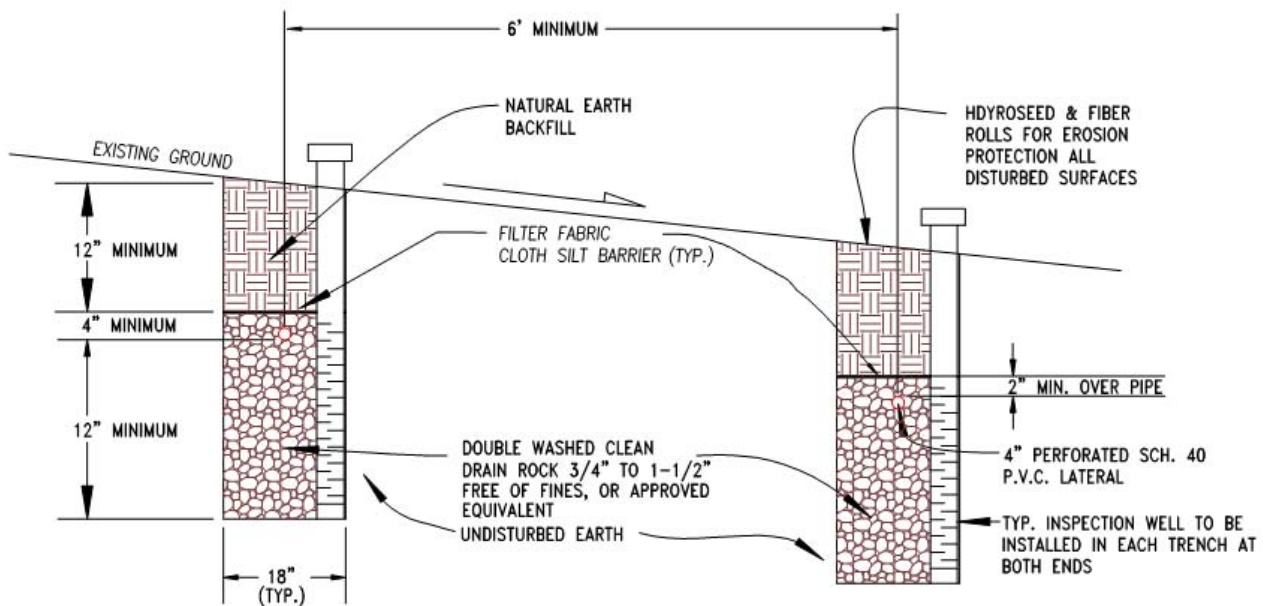 6' MINIMUM
NATURAL EARTH
BACKFILL
HDYROSEED & FIBER
ROLLS FOR EROSION
PROTECTION ALL
DISTURBED SURFACES
EXISTING GROUND
12" MINIMUM
FILTER FABRIC
CLOTH SILT BARRIER (TYP.)
4" MINIMUM
2" MIN. OVER PIPE
12" MINIMUM
DOUBLE WASHED CLEAN
DRAIN ROCK 3/4" TO 1-1/2"
FREE OF FINES, OR APPROVED
EQUIVALENT
4" PERFORATED SCH. 40
P.V.C. LATERAL
UNDISTURBED EARTH
TYP. INSPECTION WELL TO BE
INSTALLED IN EACH TRENCH AT
BOTH ENDS
18"
(TYP.)